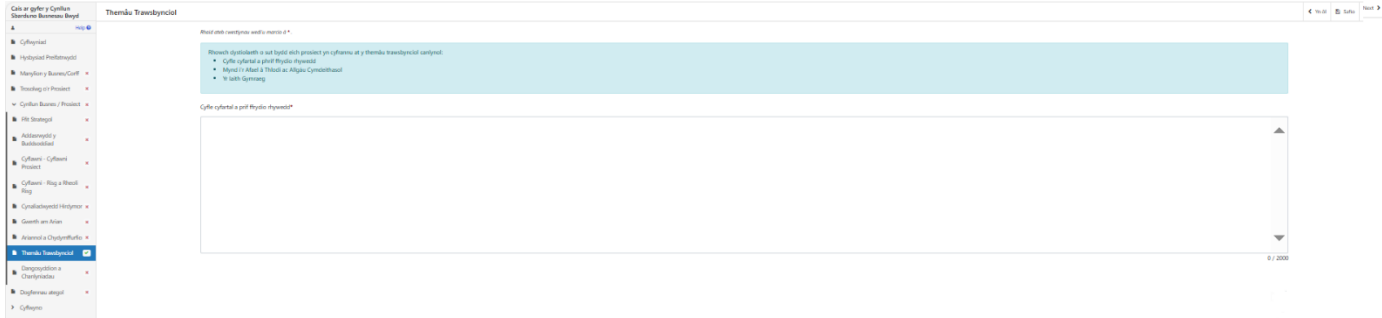 Cais ar gyfer y Cynllun
Sbarduno Busnesau Bwyd
Help
Cyflwyniad
Hysbysiad Preifatrwydd
Manylion y Busnes/Corff
Trosolwg o'r Prosiect
Cynllun Busnes / Prosiect
Ffit Strategol
Addasrwydd y
Buddsoddiad
Cyflawni - Cyflawni
Prosiect
Cyflawni - Risg a Rheoli
Risg
Cynaliadwyedd Hirdymor
Gwerth am Arian
Ariannol a Chydymffurfio
Themâu Trawsbynciol
Dangosyddion a
Chanlyniadau
Dogfennau ategol
Cyflwyno
Themâu Trawsbynciol
Yn ôl
Safio
Next
Rhaid ateb cwestiynau wedi'u marcio â *.
Rhowch dystiolaeth o sut bydd eich prosiect yn cyfrannu at y themâu trawsbynciol canlynol:
Cyfle cyfartal a phrif ffrydio rhywedd
Mynd i'r Afael â Thlodi ac Allgáu Cymdeithasol
Yr Iaith Gymraeg
Cyfle cyfartal a prif ffrydio rhywedd*
0 / 2000